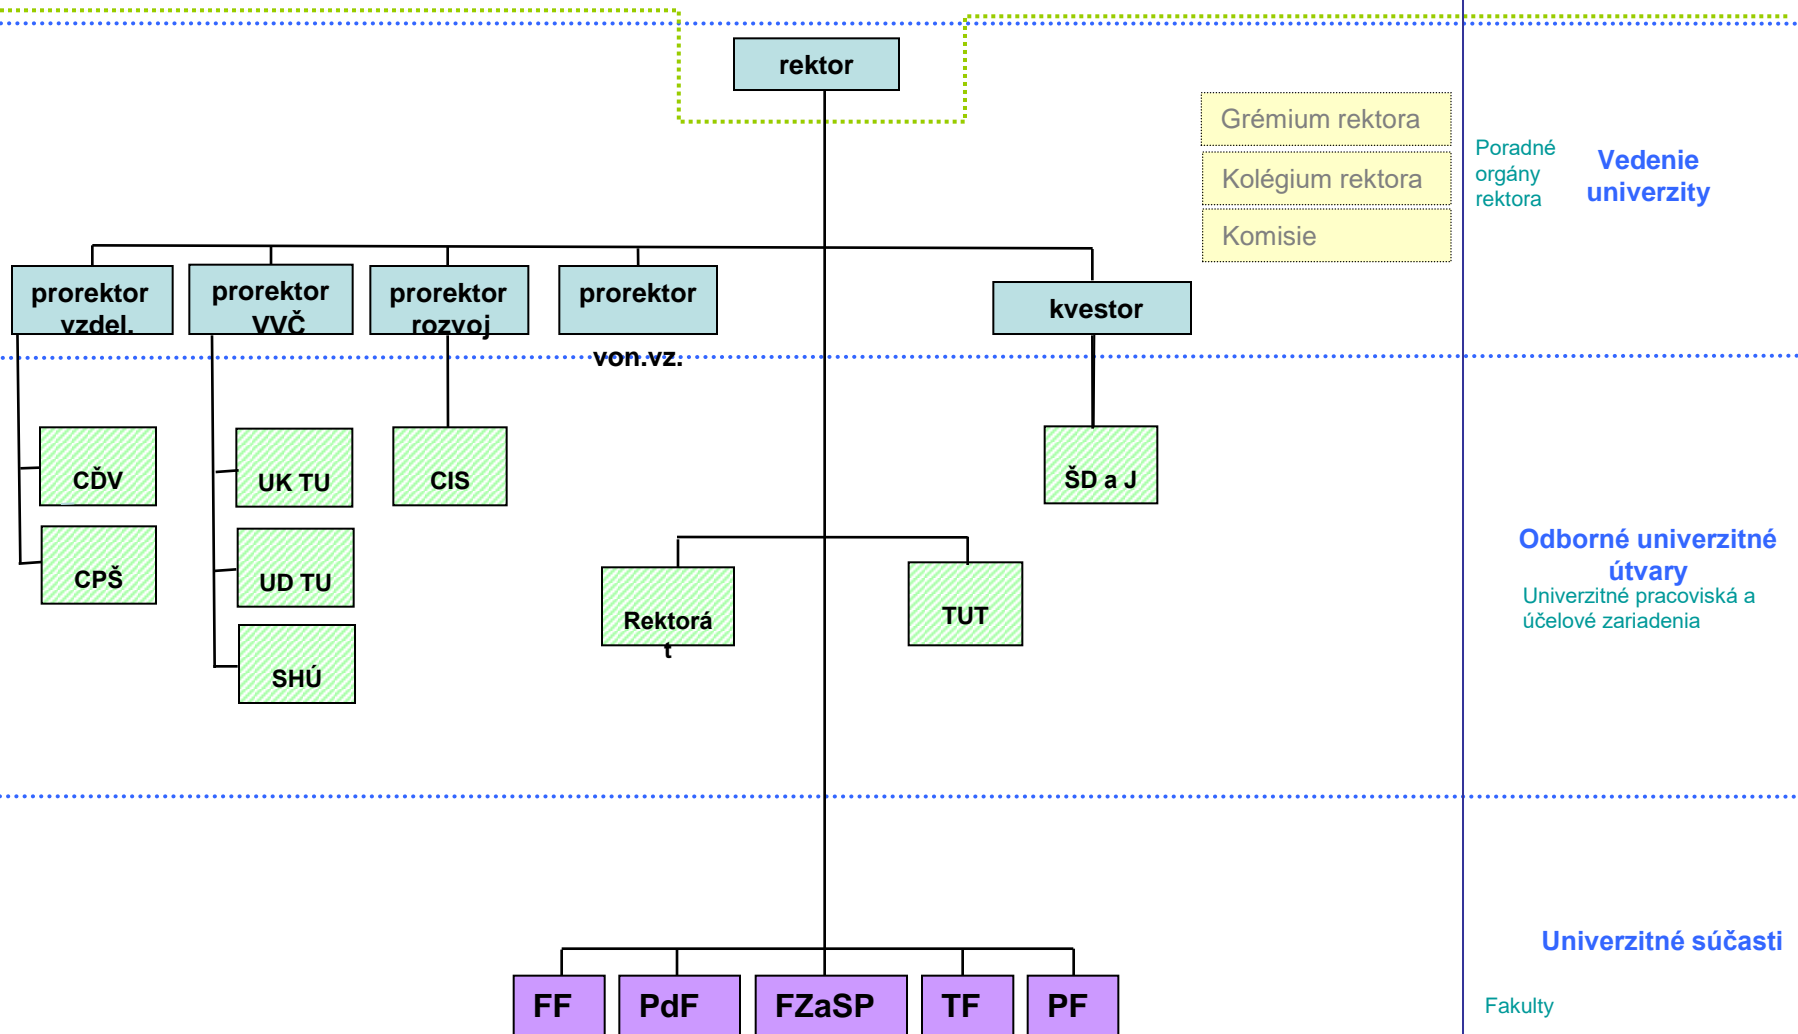 rektor
Grémium rektora
Kolégium rektora
Komisie
Poradné
orgány
rektora
Vedenie
univerzity
prorektor
vzdel.
prorektor
VVČ
prorektor
rozvoj
prorektor
von.vz.
kvestor
CĎV
UK TU
CIS
ŠD a J
CPŠ
UD TU
SHÚ
Rektorá
t
TUT
Odborné univerzitné
útvary
Univerzitné pracoviská a
účelové zariadenia
Univerzitné súčasti
FF
PdF
FZaSP
TF
PF
Fakulty